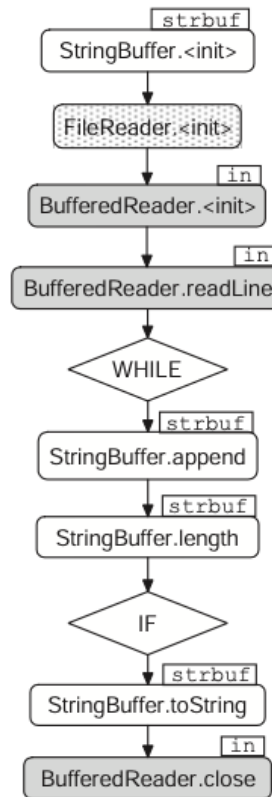 strbuf
StringBuffer.<init>
FileReader.<init>
in
BufferedReader.<init>
in
BufferedReader.readLine
WHILE
strbuf
StringBuffer.append
strbuf
StringBuffer.length
IF
strbuf
StringBuffer.toString
in
BufferedReader.close